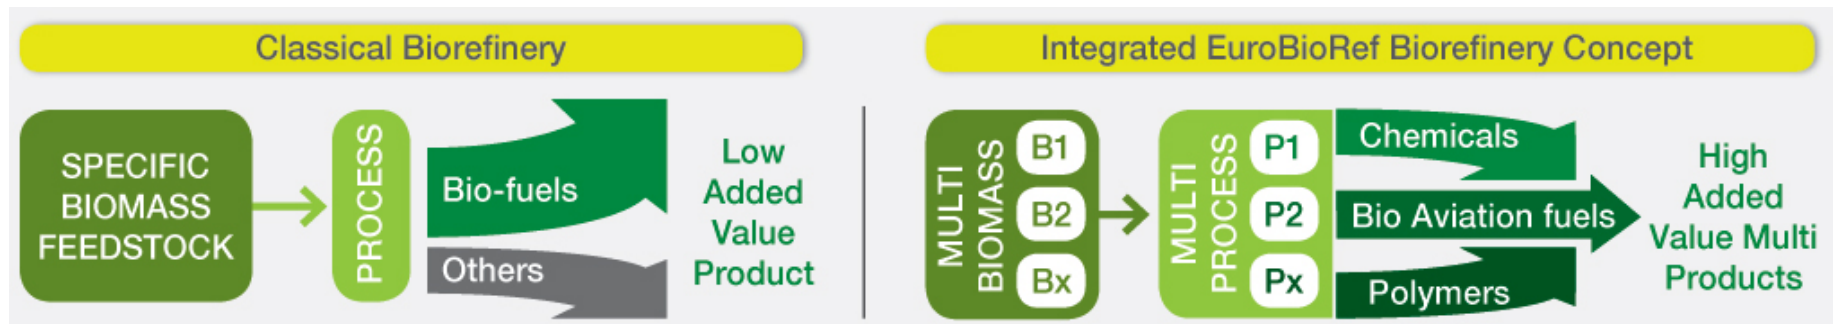 Classical Biorefinery
SPECIFIC
BIOMASS
FEEDSTOCK
PROCESS
Bio-fuels
Others
Low
Added
Value
Product
Integrated EuroBioRef Biorefinery Concept
MULTI
BIOMASS
B1
B2
Bx
MULTI
PROCESS
P1
P2
Px
Chemicals
Bio Aviation fuels
Polymers
High
Added
Value Multi
Products